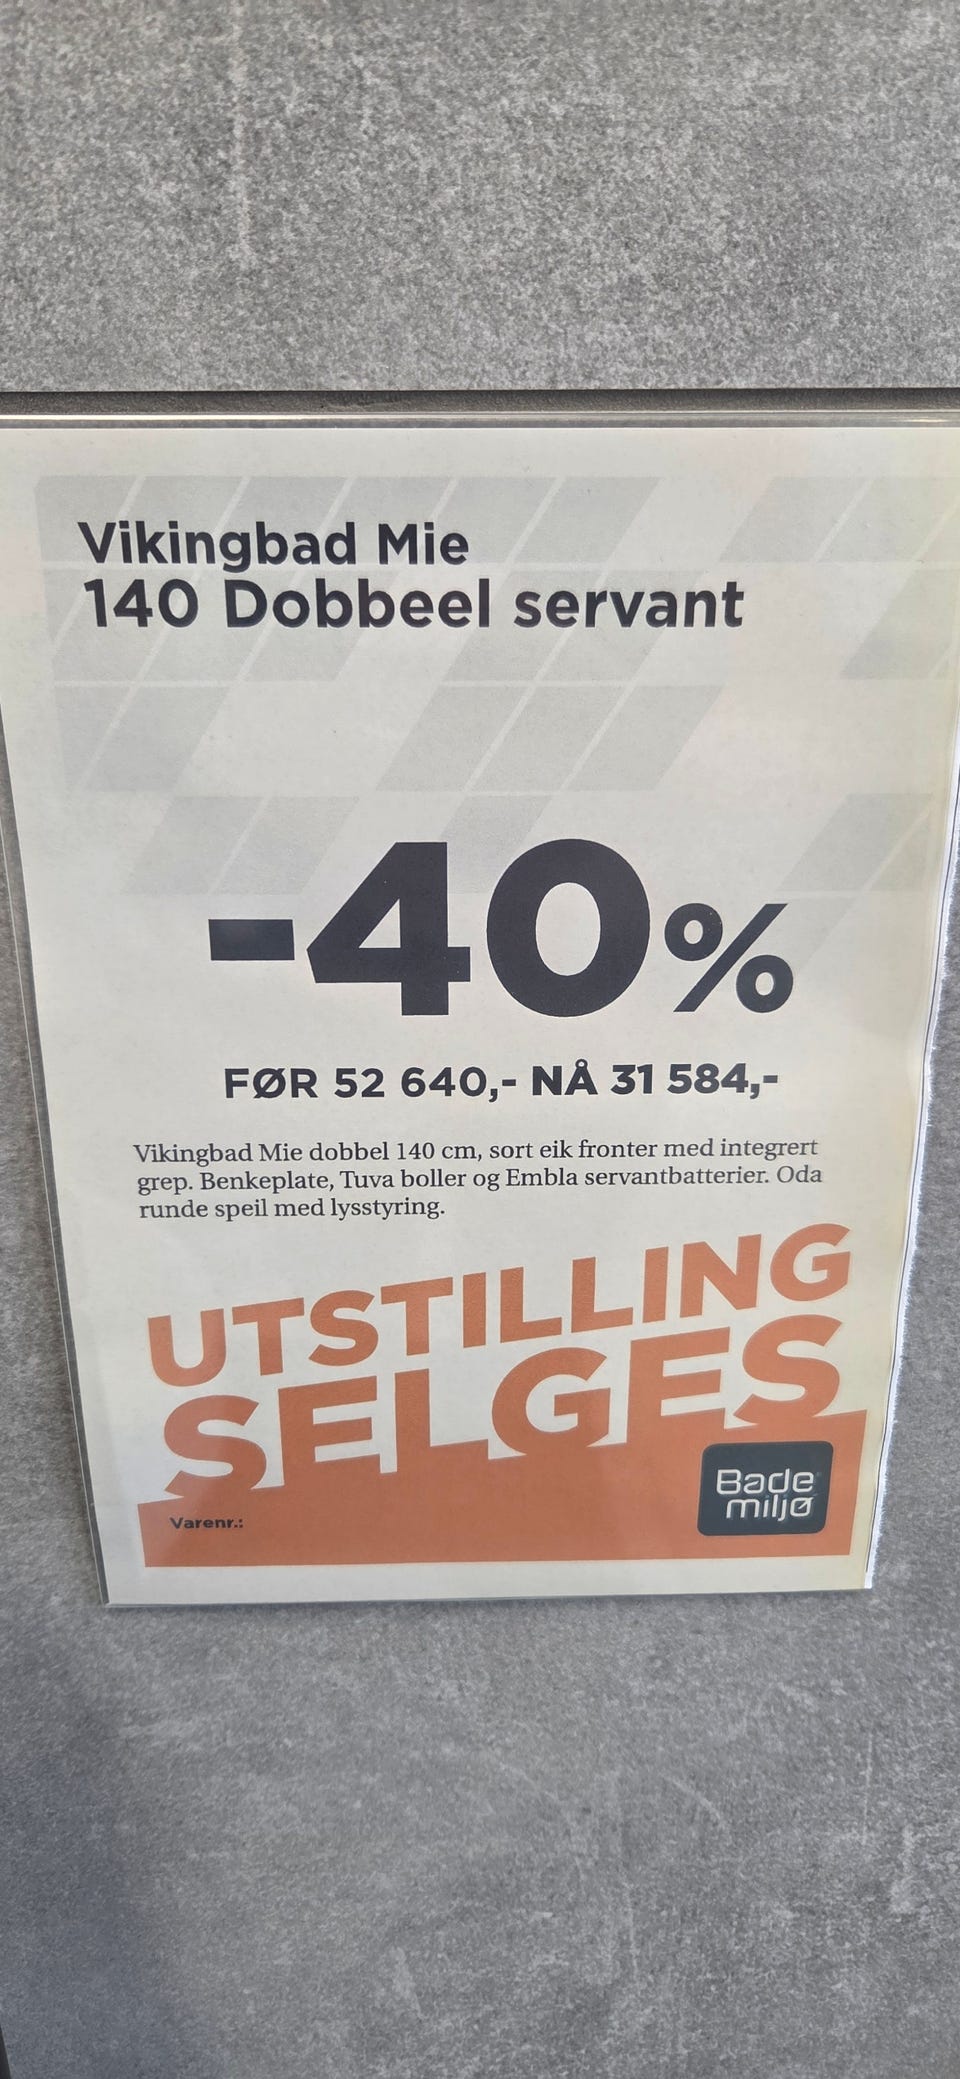 Vikingbad Mie
140 Dobbeel servant
-40%
FØR 52 640,- NÅ 31 584,-
Vikingbad Mie dobbel 140 cm, sort eik fronter med integrert
grep. Benkeplate, Tuva boller og Embla servantbatterier. Oda
runde speil med lysstyring.
UTSTILLING
SELGES
Bade
miljø
Varenr.: